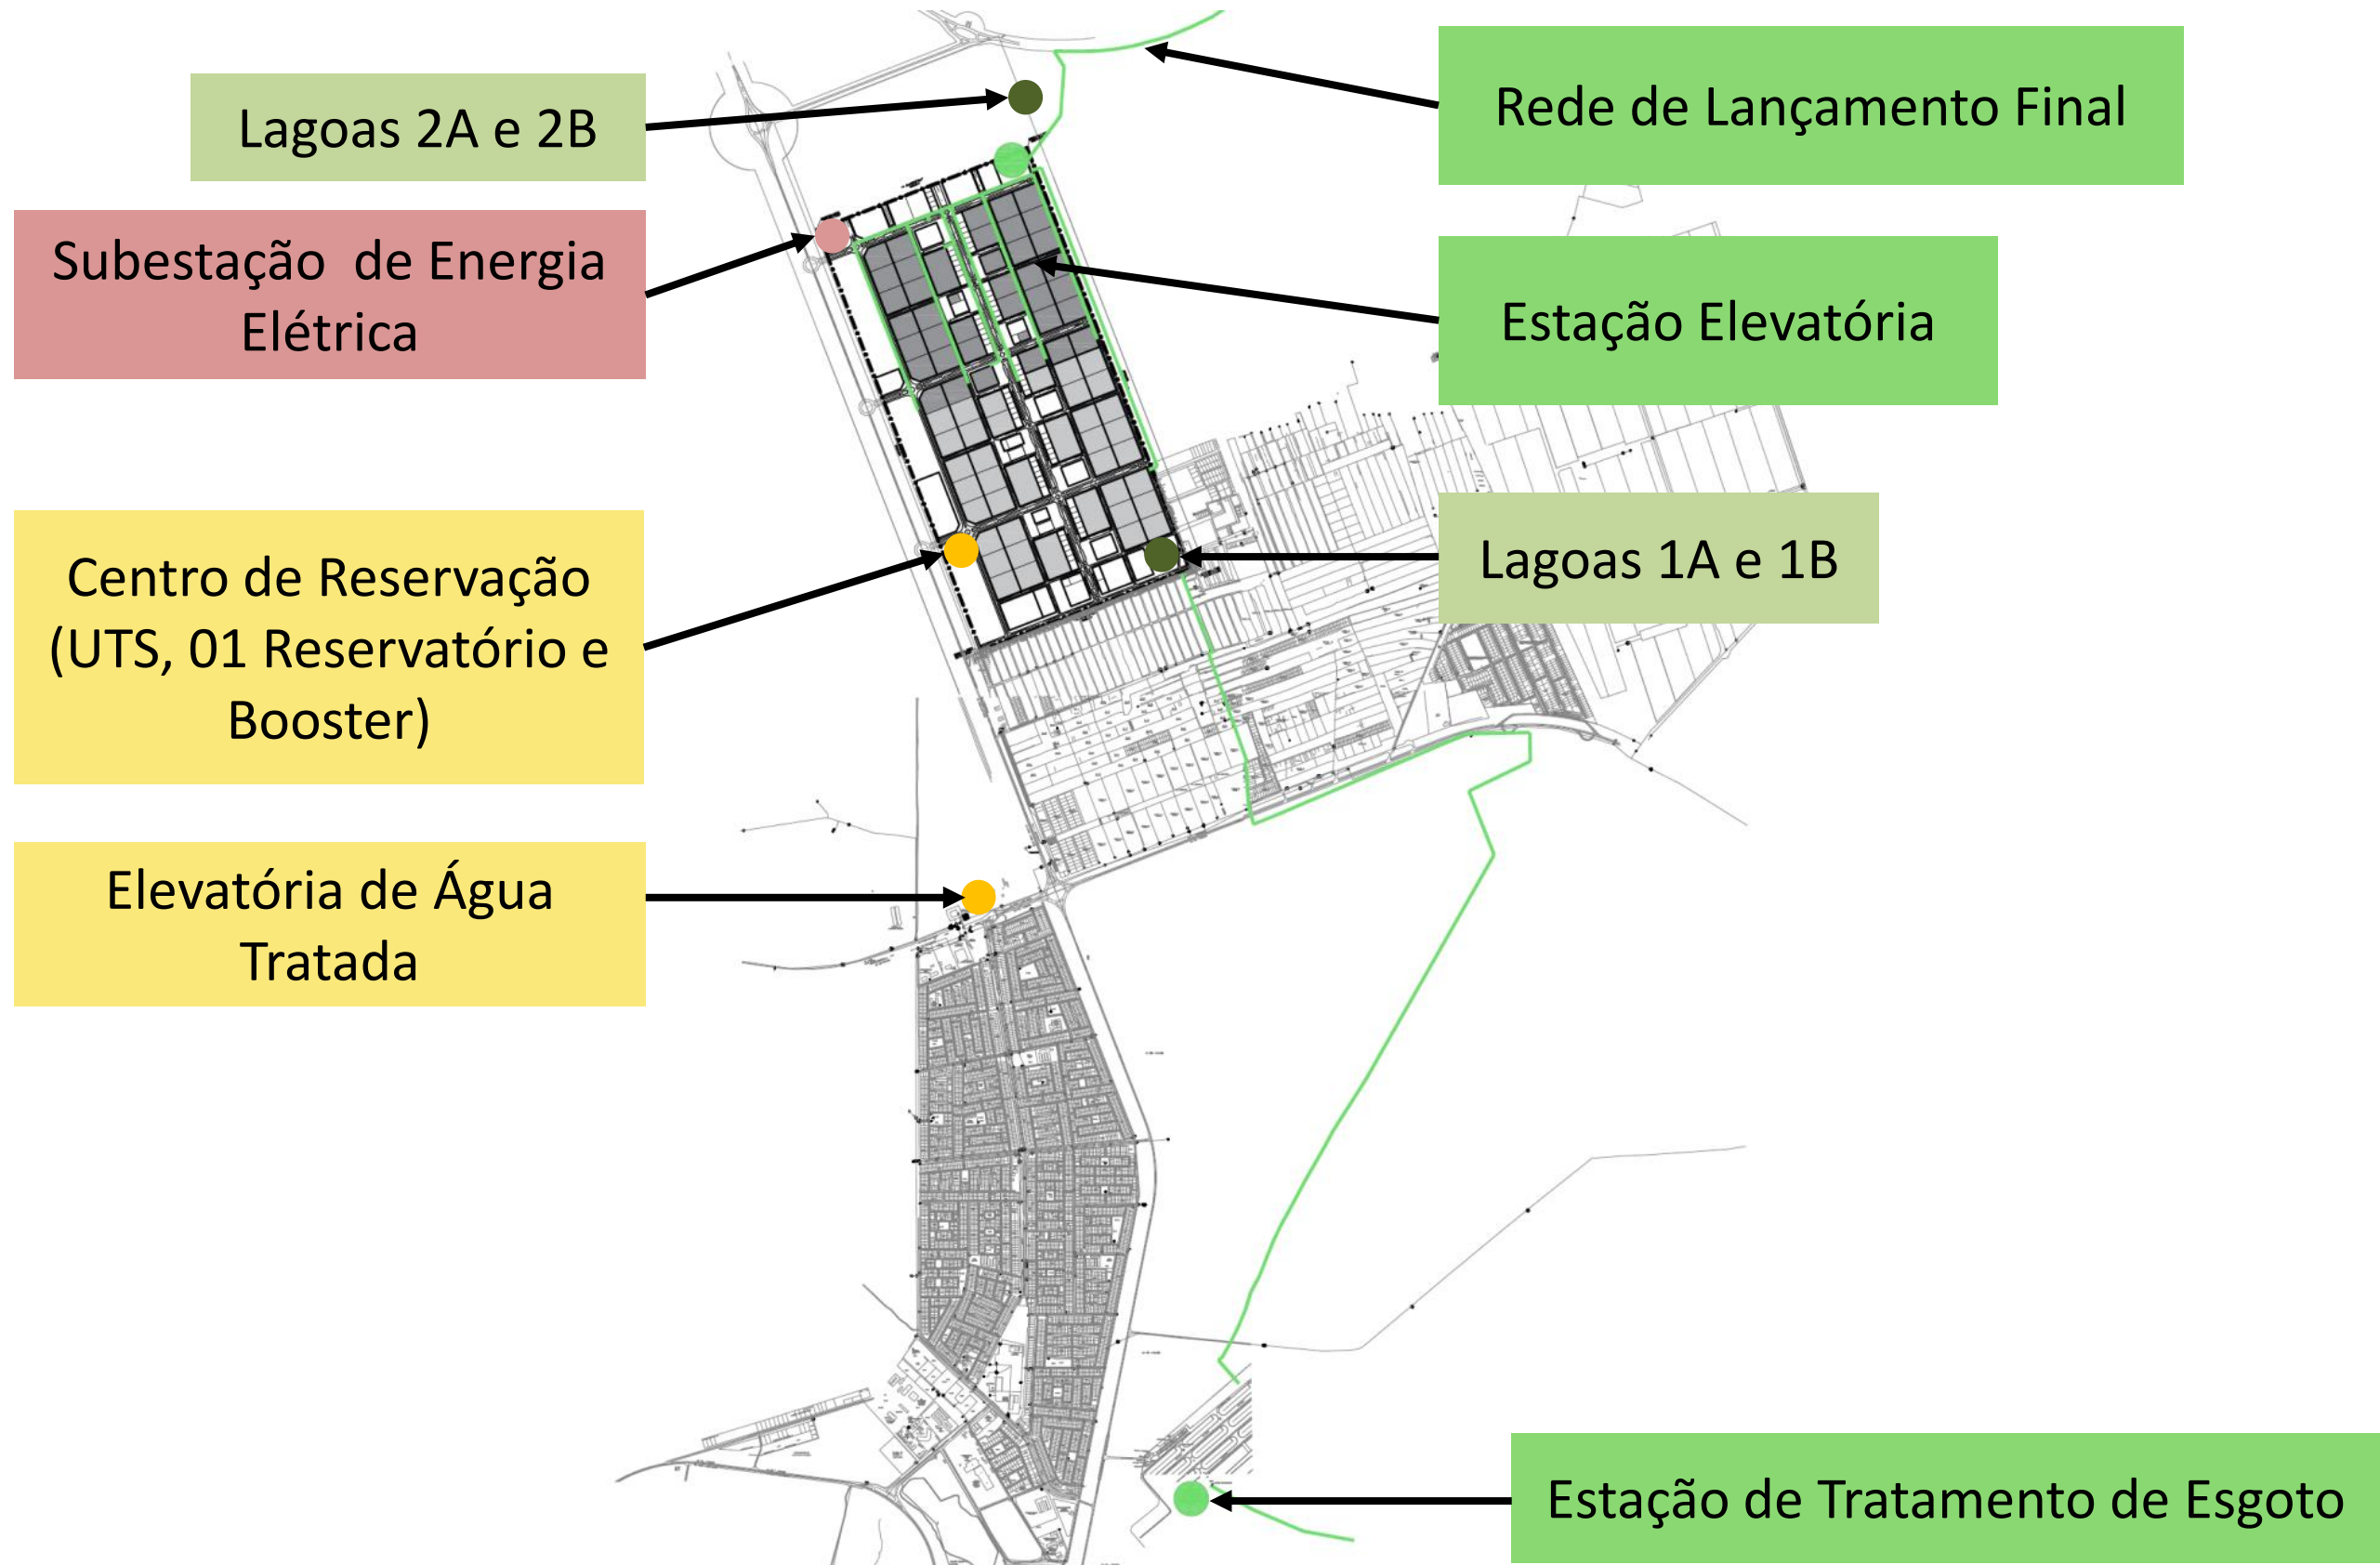 Lagoas 2A e 2B
Rede de Lançamento Final
Subestação de Energia
Elétrica
Estação Elevatória
Centro de Reservação
(UTS, 01 Reservatório e
Booster)
Lagoas 1A e 1B
Elevatória de Água
Tratada
Estação de Tratamento de Esgoto